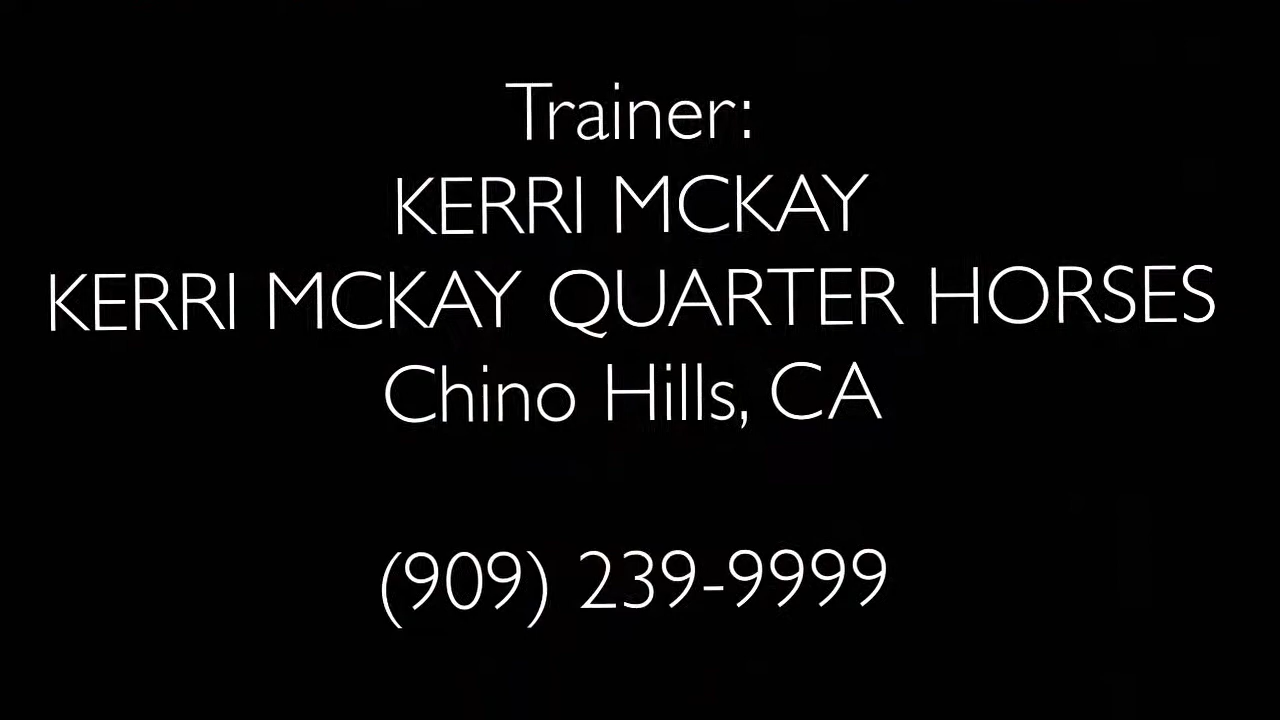 Trainer:
KERRI MCKAY
KERRI MCKAY QUARTER HORSES
Chino Hills, CA
(909) 239-9999